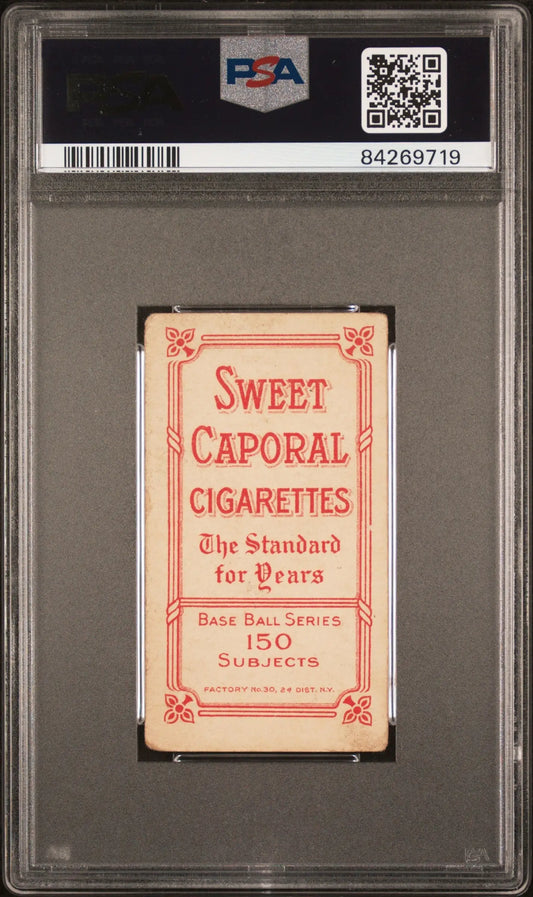 PSA
84269719
SWEET
CAPORAL
CIGARETTES
The Standard
for Years
BASE BALL SERIES
150
SUBJECTS
FACTORY No. 30, 2d DIST. N.Y.